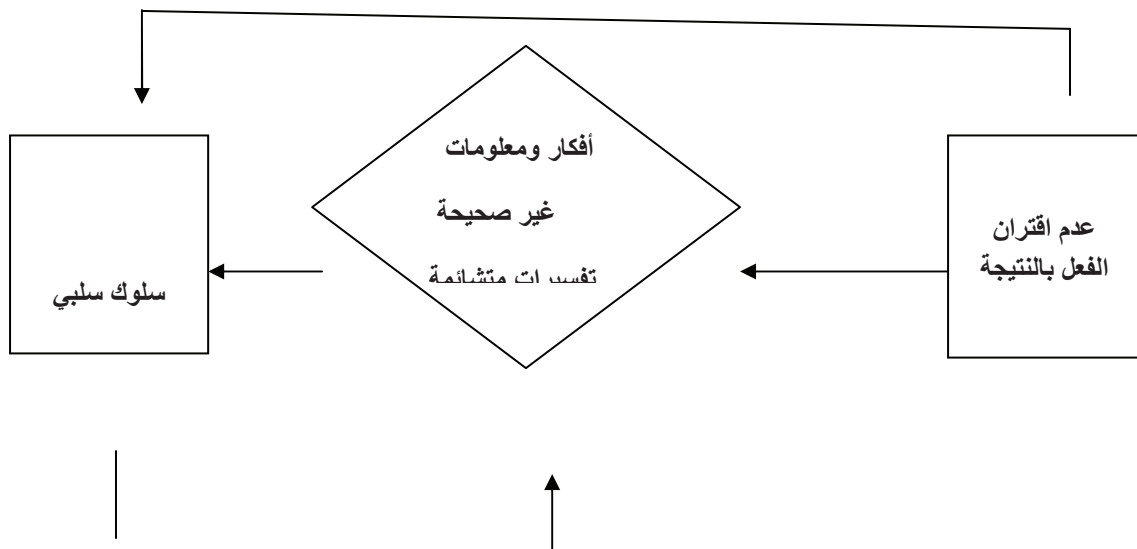 عدم اقتران
الفعل بالنتيجة
أفكار ومعلومات
غير صحيحة
تفسيرات متشائمة
سلوك سلبي